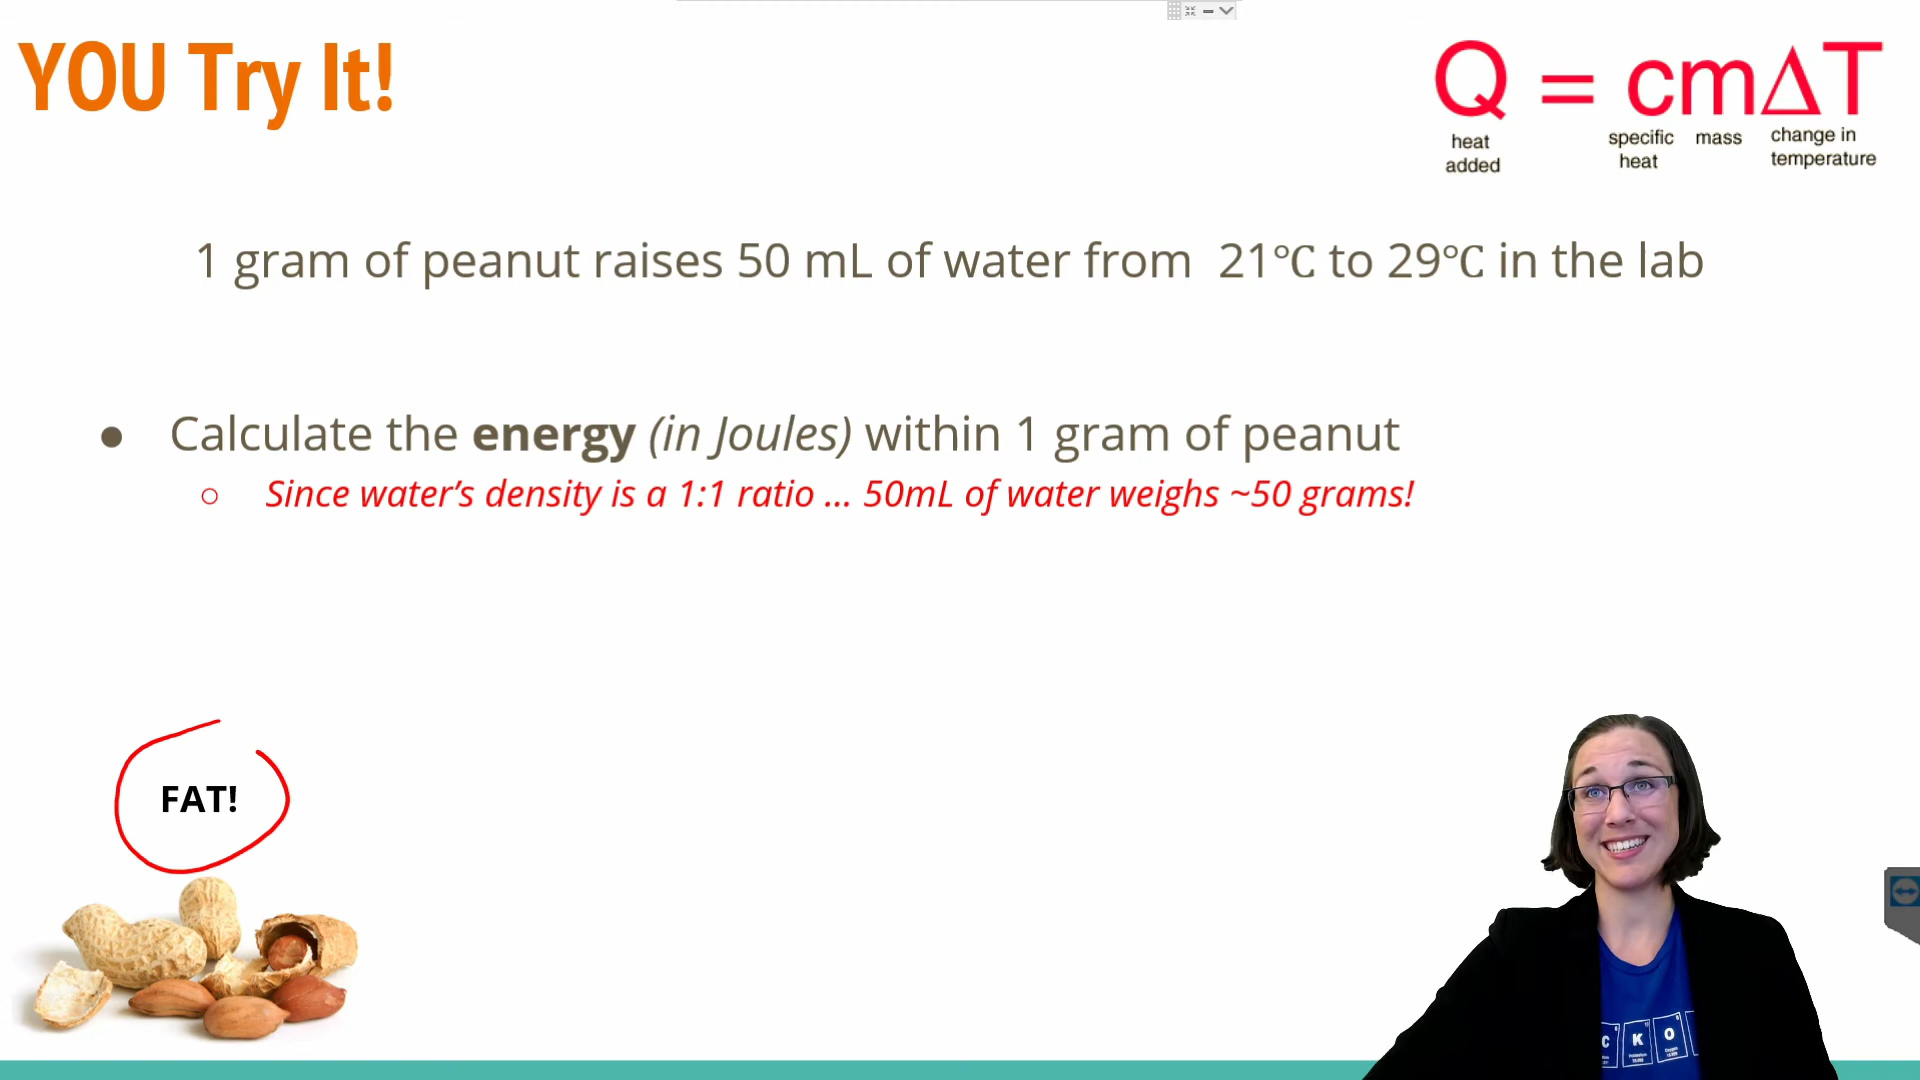 YOU Try It!
Q = cmΔT
heat added
specific heat
mass
change in temperature
1 gram of peanut raises 50 mL of water from 21℃ to 29℃ in the lab
● Calculate the energy (in Joules) within 1 gram of peanut
○ Since water’s density is a 1:1 ratio ... 50mL of water weighs ~50 grams!
FAT!
C K O